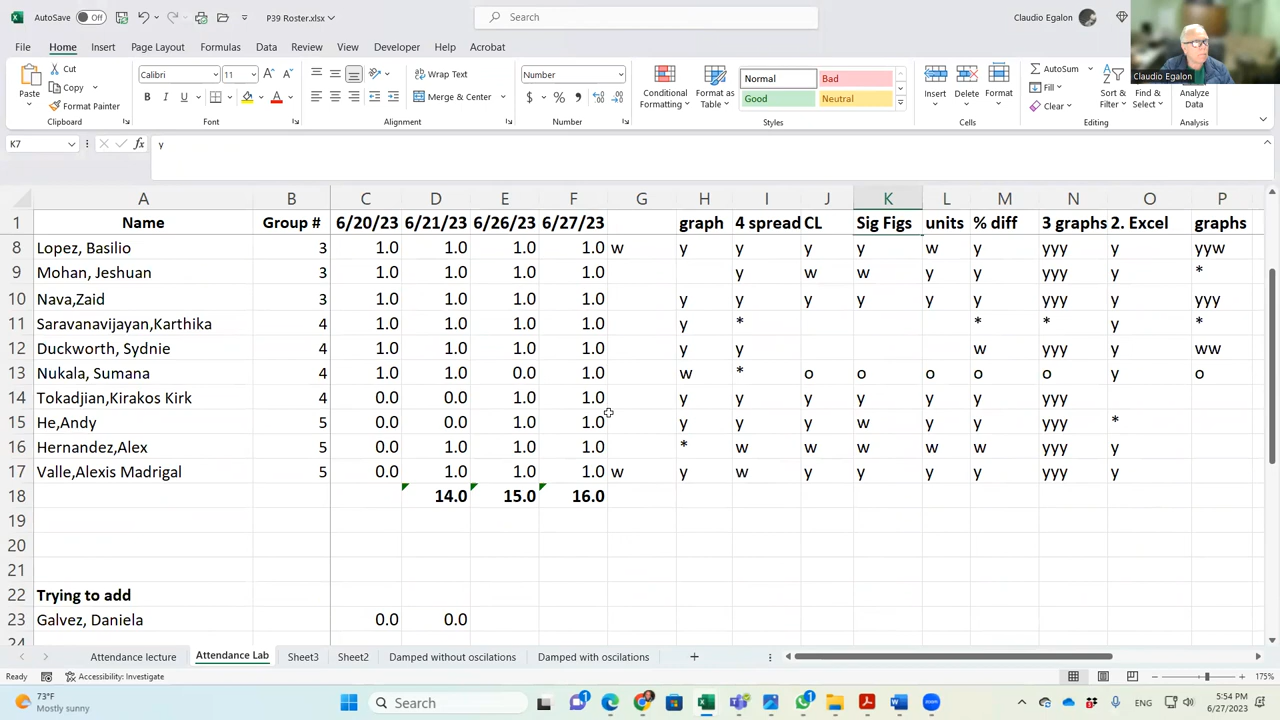 AutoSave Off P39 Roster.xlsx Search Claudio Egalon
File Home Insert Page Layout Formulas Data Review View Developer Help Acrobat
Claudio Egalon
Paste Cut Copy Format Painter Clipboard
Calibri 11 B I U A Font
Wrap Text Merge & Center Alignment
Number $ % Number
Conditional Formatting Format as Table Normal Bad Good Neutral Styles
Insert Delete Format Cells
AutoSum Fill Clear Sort & Filter Find & Select Editing
Analyze Data Analysis
K7 fx y
A B C D E F G H I J K L M N O P
1 Name Group # 6/20/23 6/21/23 6/26/23 6/27/23 graph 4 spread CL Sig Figs units % diff 3 graphs 2. Excel graphs
8 Lopez, Basilio 3 1.0 1.0 1.0 1.0 w y y y y w y yyy y yyw
9 Mohan, Jeshuan 3 1.0 1.0 1.0 1.0 y w w y y yyy y *
10 Nava,Zaid 3 1.0 1.0 1.0 1.0 y y y y y y yyy y yyy
11 Saravanavijayan,Karthika 4 1.0 1.0 1.0 1.0 y * * * y *
12 Duckworth, Sydnie 4 1.0 1.0 1.0 1.0 y y w yyy y ww
13 Nukala, Sumana 4 1.0 1.0 0.0 1.0 w * o o o o o y o
14 Tokadjian,Kirakos Kirk 4 0.0 0.0 1.0 1.0 y y y y y y yyy
15 He,Andy 5 0.0 0.0 1.0 1.0 y y y w y y yyy *
16 Hernandez,Alex 5 0.0 1.0 1.0 1.0 * w w w w w yyy y
17 Valle,Alexis Madrigal 5 0.0 1.0 1.0 1.0 w y w y y y y yyy y
18 14.0 15.0 16.0
19
20
21
22 Trying to add
23 Galvez, Daniela 0.0 0.0
24
Attendance lecture Attendance Lab Sheet3 Sheet2 Damped without oscilations Damped with oscilations
Ready Accessibility: Investigate 175%
73°F Mostly sunny Search 1 1 ENG 5:54 PM 6/27/2023